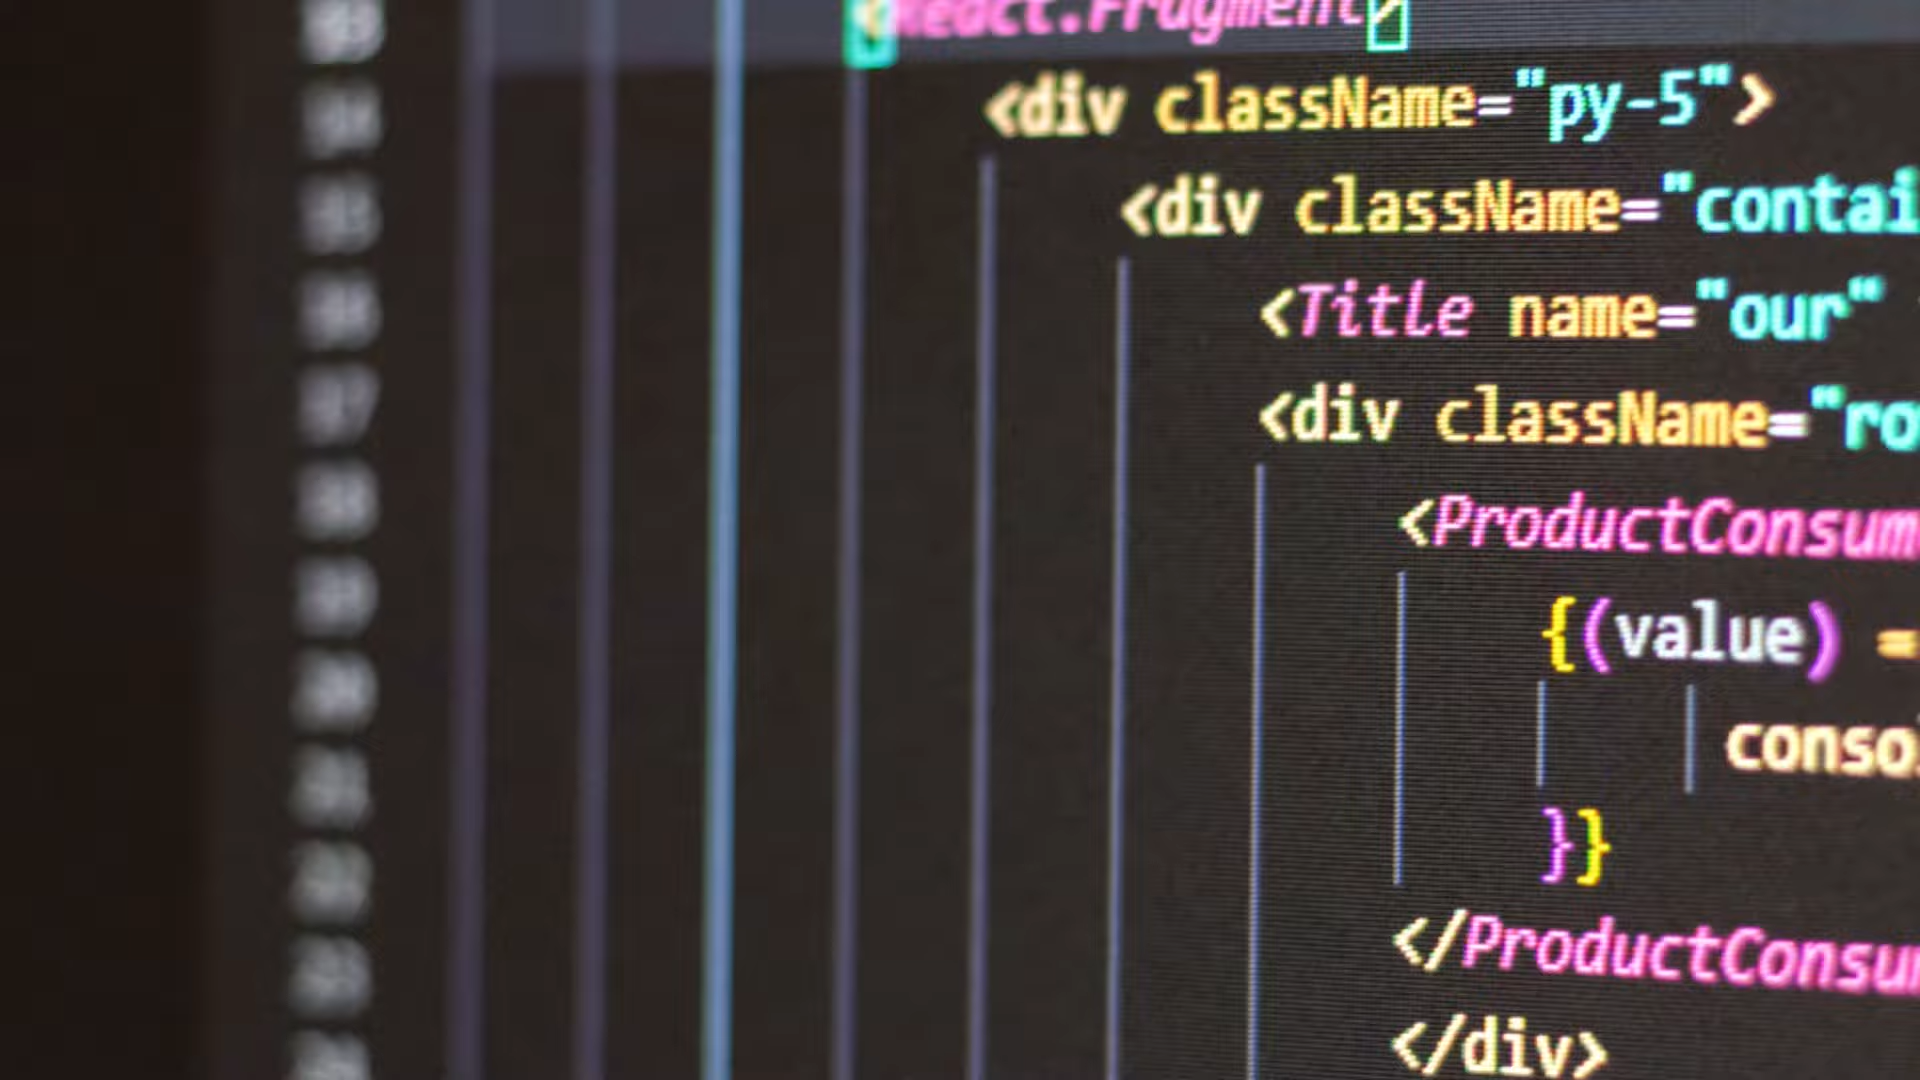 <React.Fragment>
<div className="py-5">
<div className="contai
<Title name="our"
<div className="ro
<ProductConsum
{(value) =
conso
}}
</ProductConsu
</div>